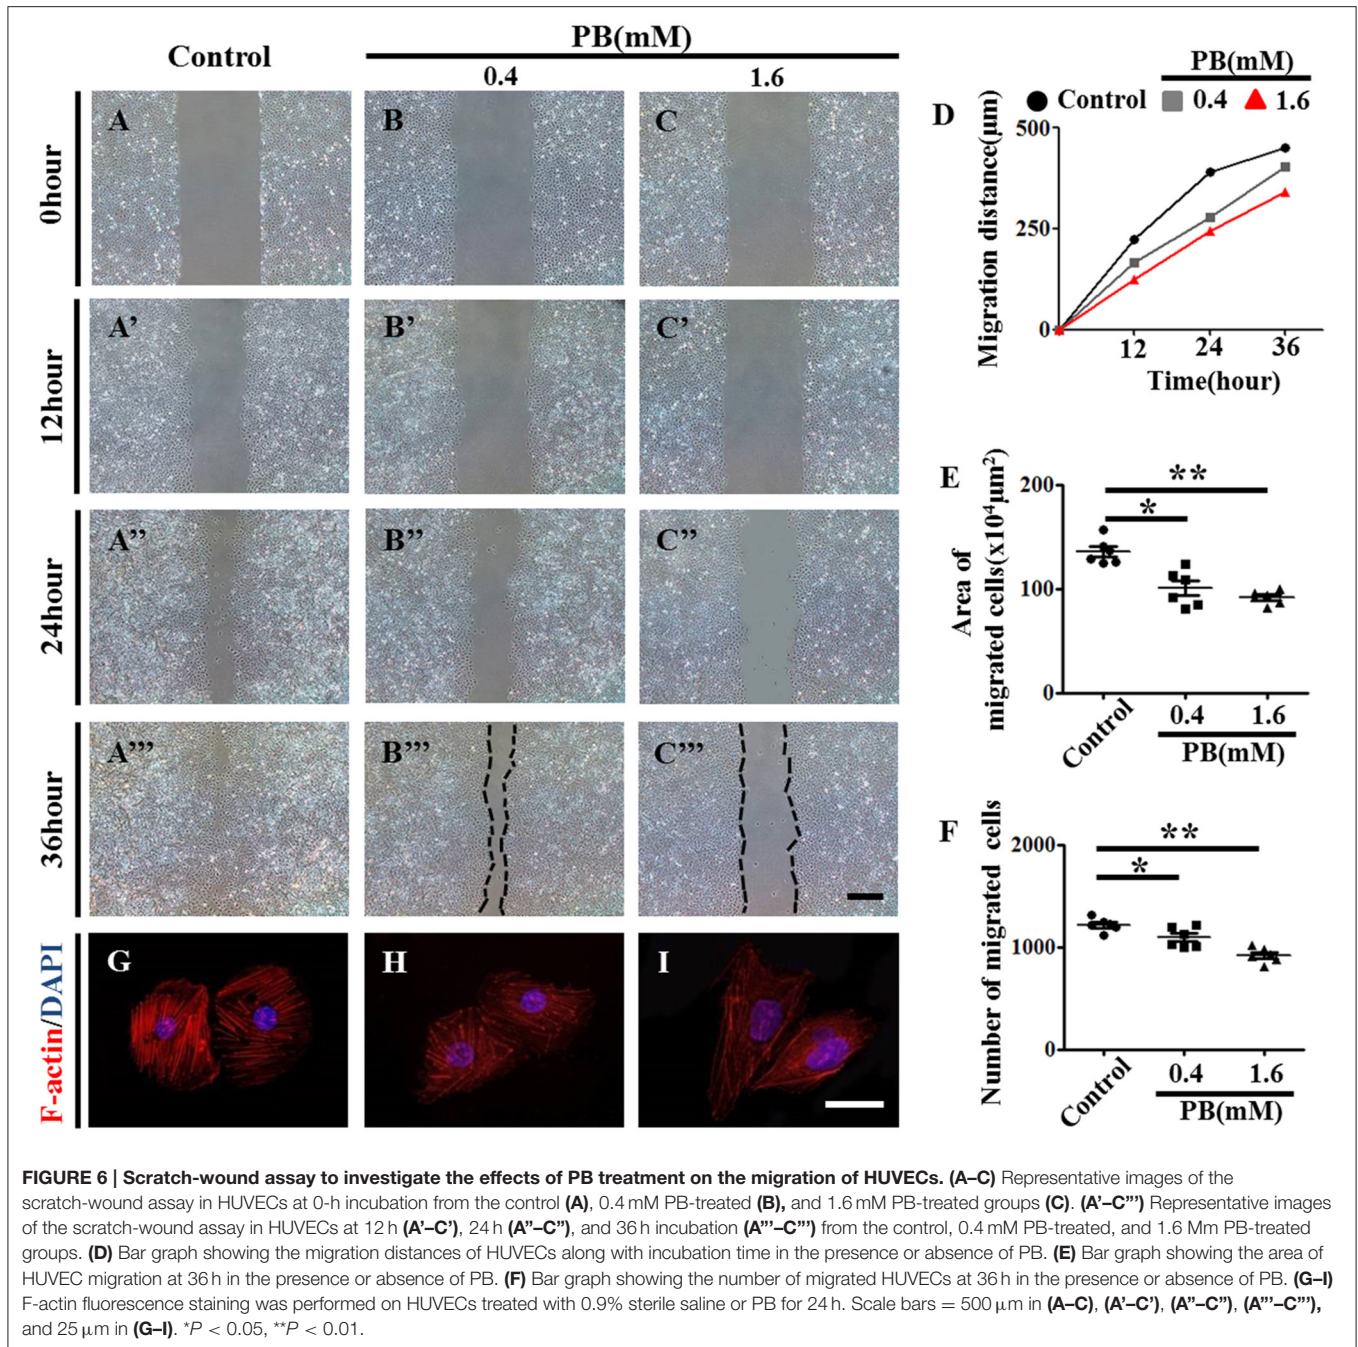 PB(mM)
Control
0.4
1.6
0hour
A
B
C
12hour
A’
B’
C’
24hour
A”
B”
C”
36hour
A”’
B”’
C”’
F-actin/DAPI
G
H
I
D
PB(mM)
Control
0.4
1.6
Migration distance(μm)
500
250
0
12
24
36
Time(hour)
E
Area of
migrated cells(x10⁴μm²)
200
100
0
**
*
Control
0.4
1.6
PB(mM)
F
Number of migrated cells
2000
1000
0
**
*
Control
0.4
1.6
PB(mM)
FIGURE 6 | Scratch-wound assay to investigate the effects of PB treatment on the migration of HUVECs. (A–C) Representative images of the
scratch-wound assay in HUVECs at 0-h incubation from the control (A), 0.4 mM PB-treated (B), and 1.6 mM PB-treated groups (C). (A’–C”’) Representative images
of the scratch-wound assay in HUVECs at 12 h (A’–C’), 24 h (A”–C”), and 36 h incubation (A”’–C”’) from the control, 0.4 mM PB-treated, and 1.6 Mm PB-treated
groups. (D) Bar graph showing the migration distances of HUVECs along with incubation time in the presence or absence of PB. (E) Bar graph showing the area of
HUVEC migration at 36 h in the presence or absence of PB. (F) Bar graph showing the number of migrated HUVECs at 36 h in the presence or absence of PB. (G–I)
F-actin fluorescence staining was performed on HUVECs treated with 0.9% sterile saline or PB for 24 h. Scale bars = 500 μm in (A–C), (A’–C’), (A”–C”), (A”’–C”’),
and 25 μm in (G–I). *P < 0.05, **P < 0.01.